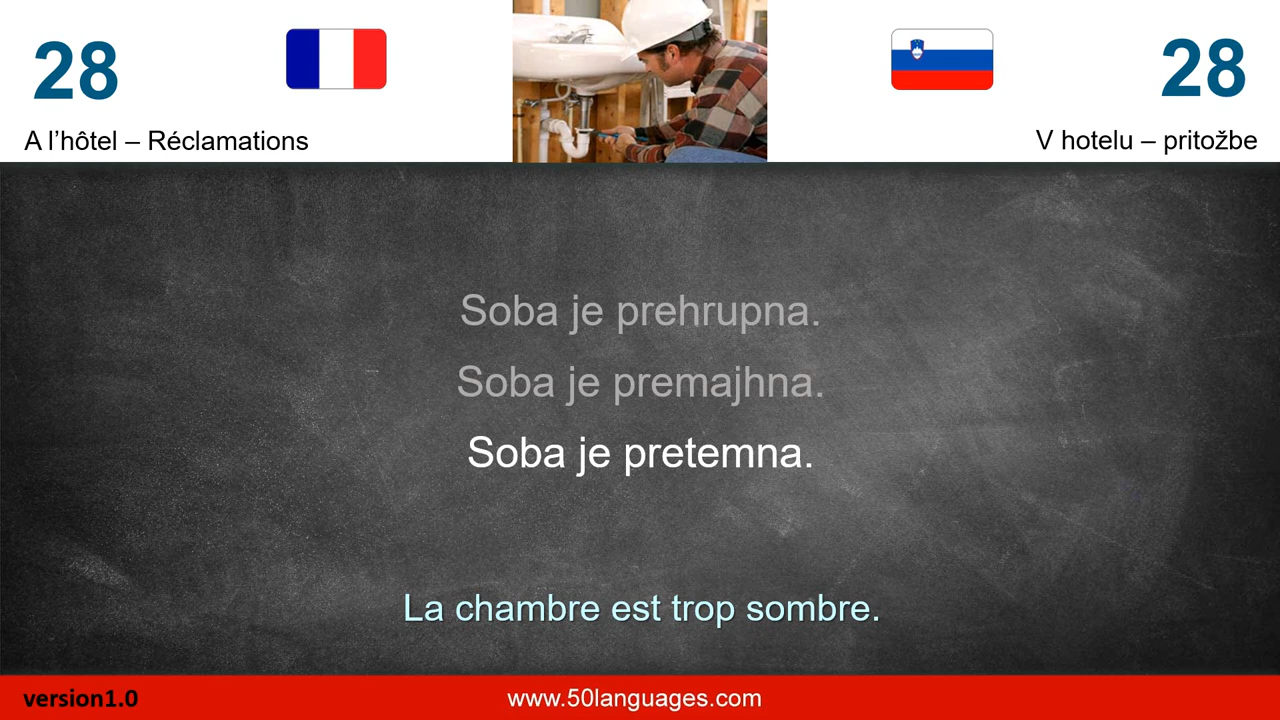 28
28
A l'hôtel – Réclamations
V hotelu – pritožbe
Soba je prehrupna.
Soba je premajhna.
Soba je pretemna.
La chambre est trop sombre.
version1.0
www.50languages.com